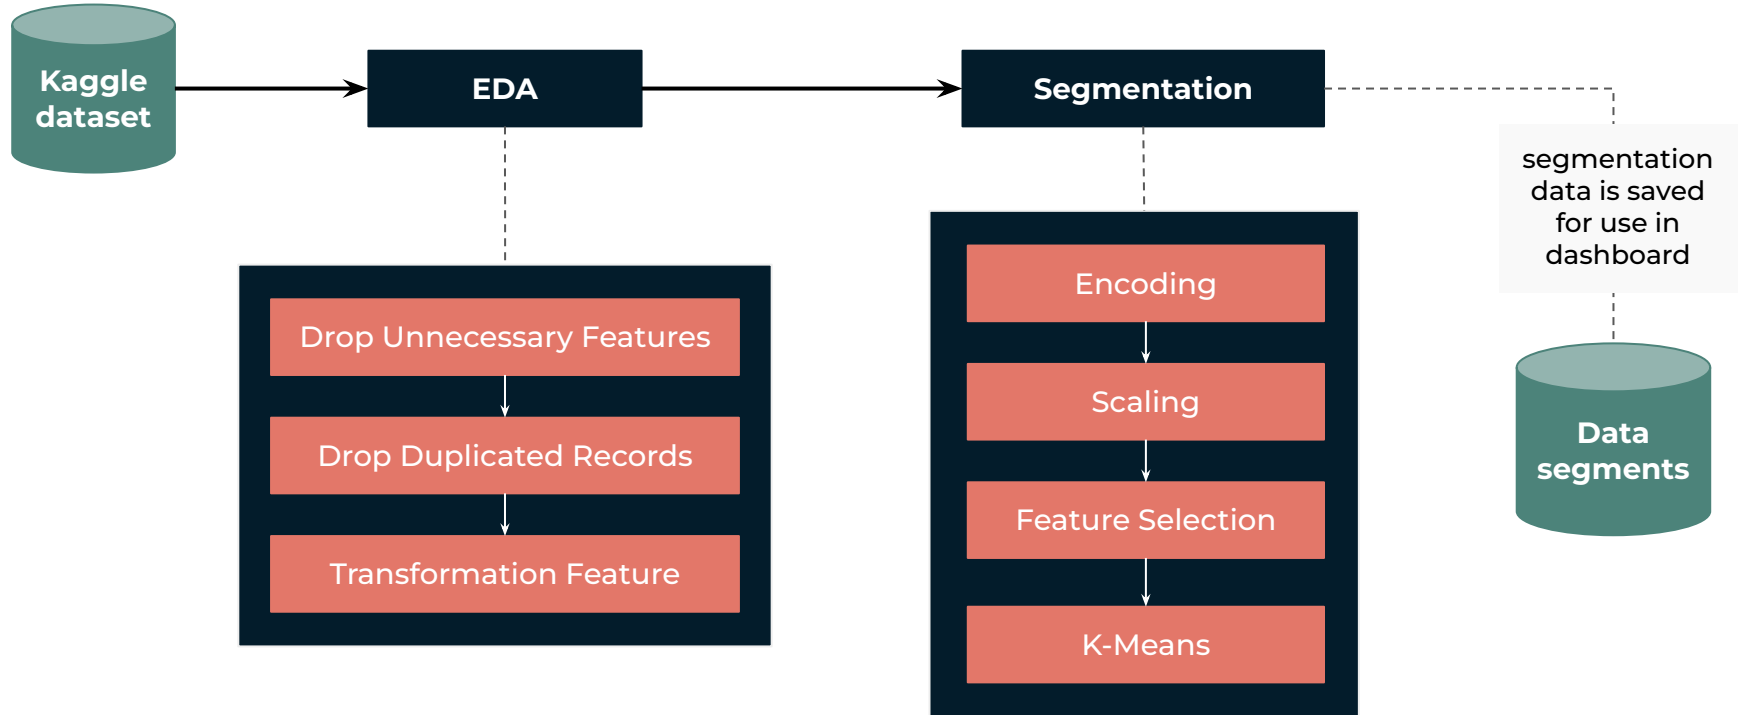 Kaggle
dataset
EDA
Segmentation
segmentation
data is saved
for use in
dashboard
Drop Unnecessary Features
Drop Duplicated Records
Transformation Feature
Encoding
Scaling
Feature Selection
K-Means
Data
segments